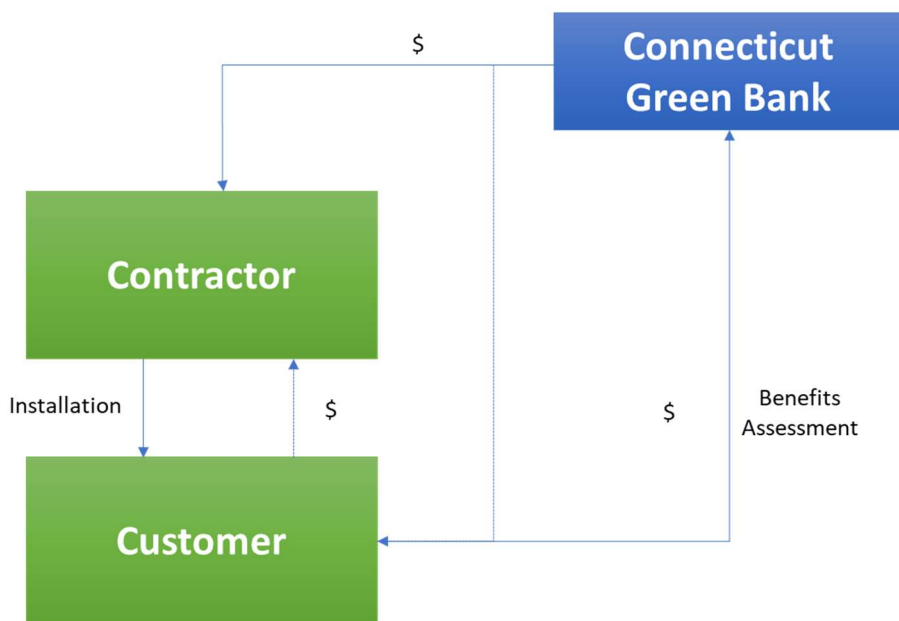 $
Connecticut
Green Bank
Contractor
Installation
$
$
Benefits
Assessment
Customer